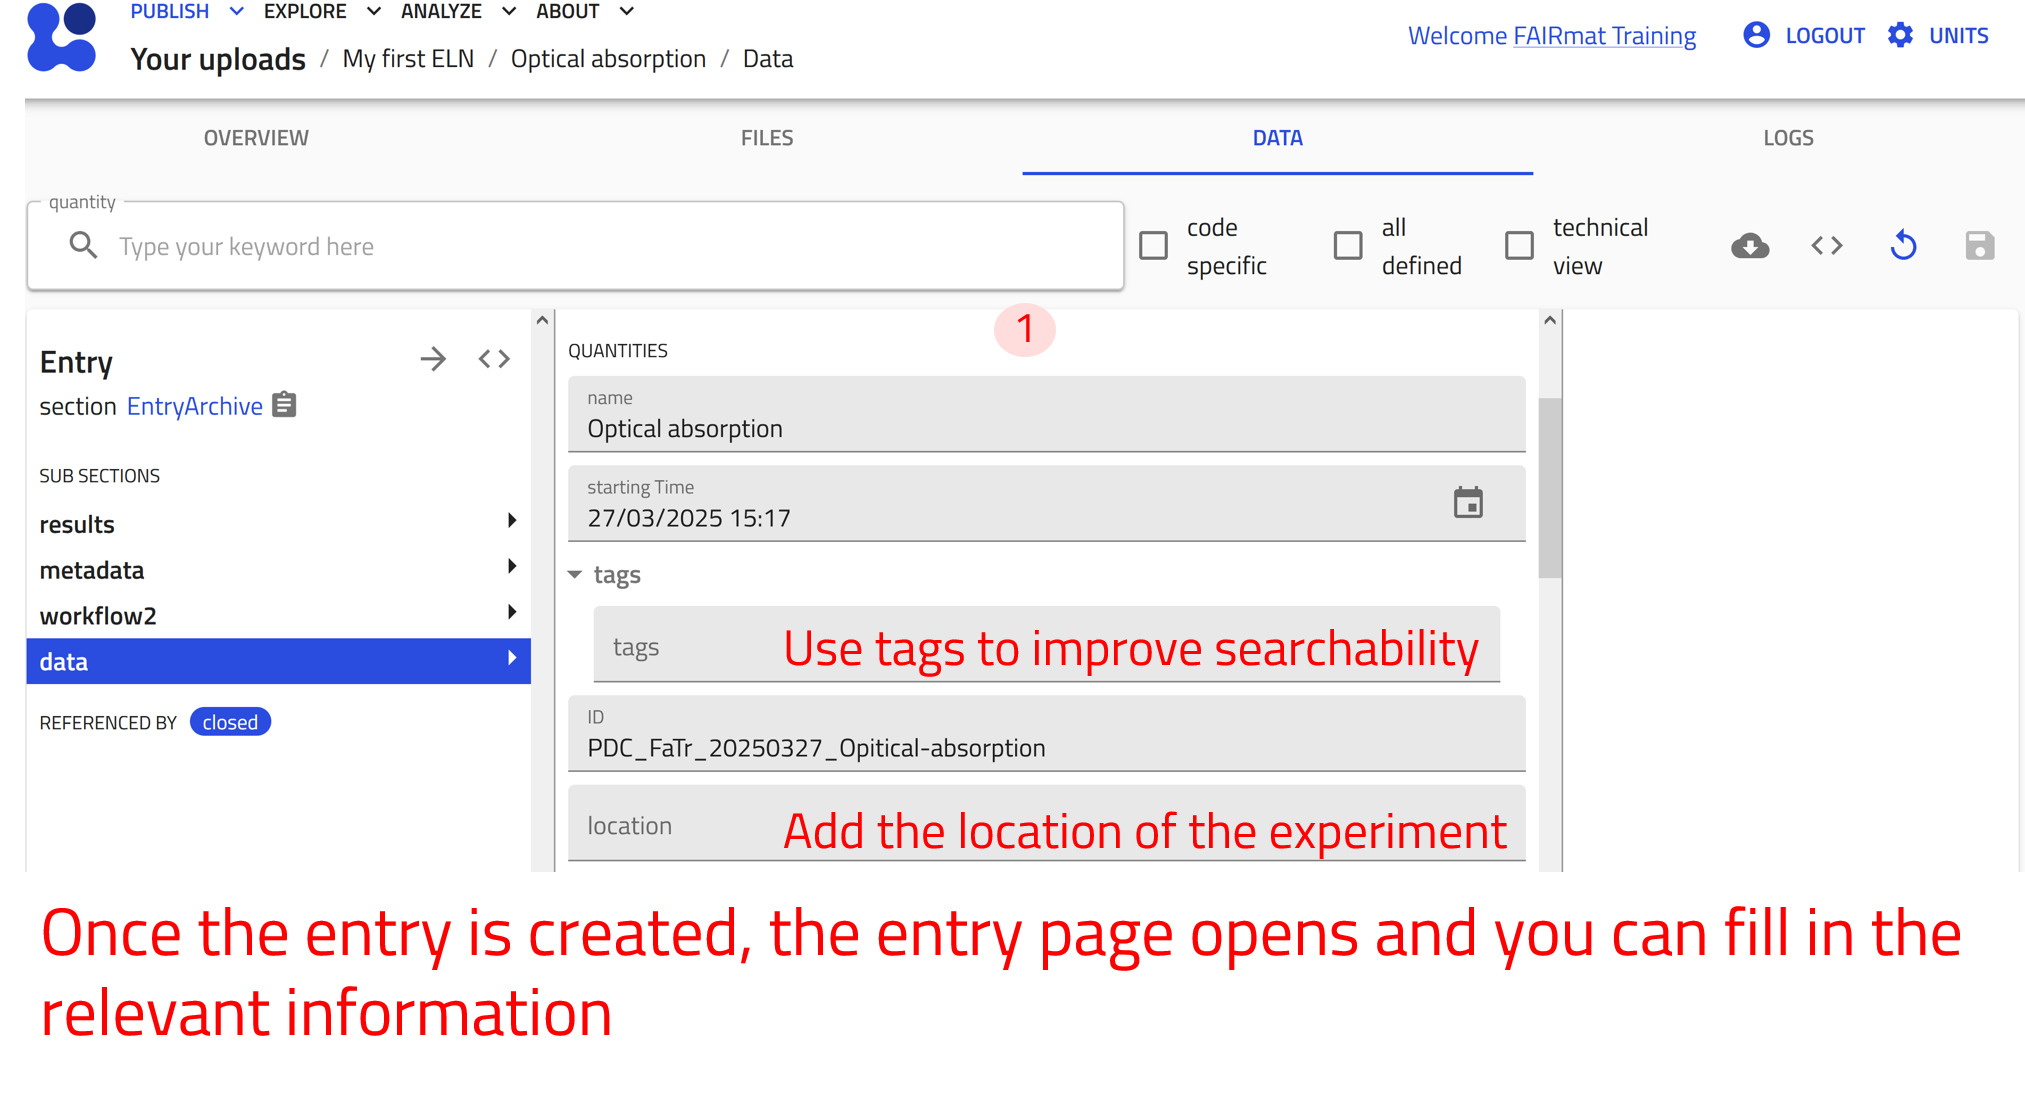 PUBLISH EXPLORE ANALYZE ABOUT
Your uploads / My first ELN / Optical absorption / Data
Welcome FAIRmat Training LOGOUT UNITS
OVERVIEW FILES DATA LOGS
quantity
Type your keyword here
code specific
all defined
technical view
Entry
section EntryArchive
SUB SECTIONS
results
metadata
workflow2
data
REFERENCED BY closed
1
QUANTITIES
name
Optical absorption
starting Time
27/03/2025 15:17
tags
tags Use tags to improve searchability
ID
PDC_FaTr_20250327_Opitical-absorption
location Add the location of the experiment
Once the entry is created, the entry page opens and you can fill in the
relevant information